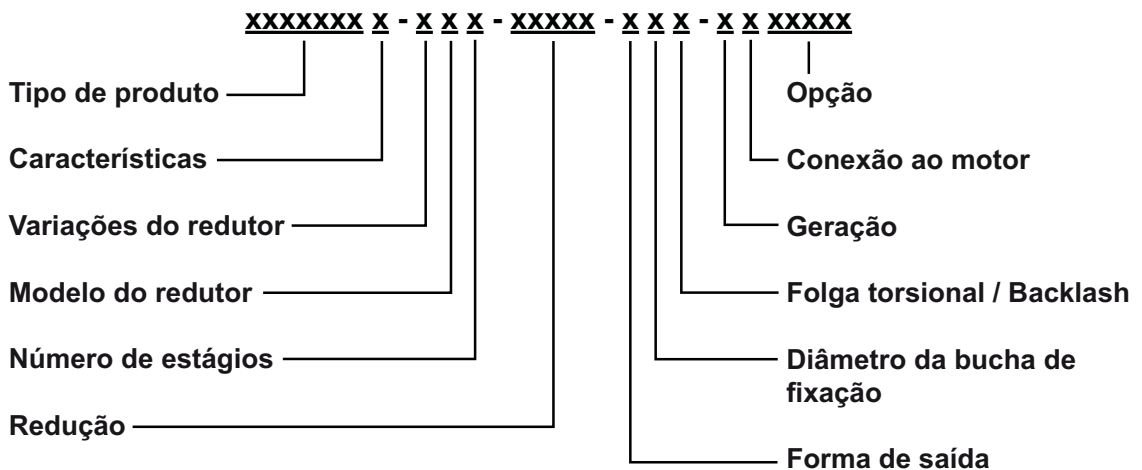 xxxxxxx x - x x x - xxxxx - x x x - x x xxxxx
Tipo de produto
Características
Variações do redutor
Modelo do redutor
Número de estágios
Redução
Opção
Conexão ao motor
Geração
Folga torsional / Backlash
Diâmetro da bucha de
fixação
Forma de saída